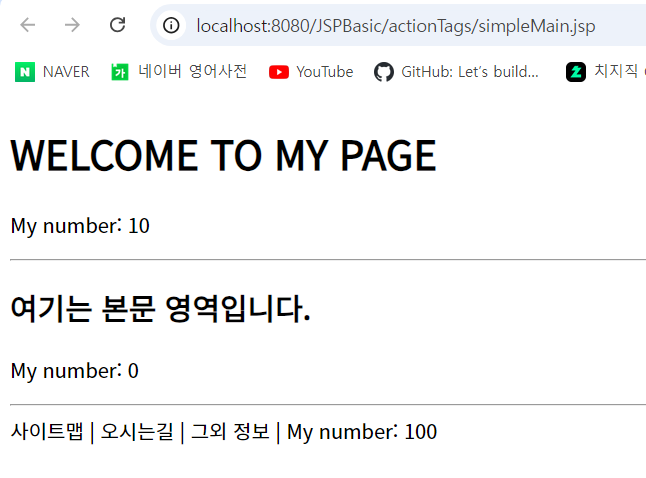 localhost:8080/JSPBasic/actionTags/simpleMain.jsp
NAVER 네이버 영어사전 YouTube GitHub: Let's build... 치지직
WELCOME TO MY PAGE
My number: 10
여기는 본문 영역입니다.
My number: 0
사이트맵 | 오시는길 | 그외 정보 | My number: 100